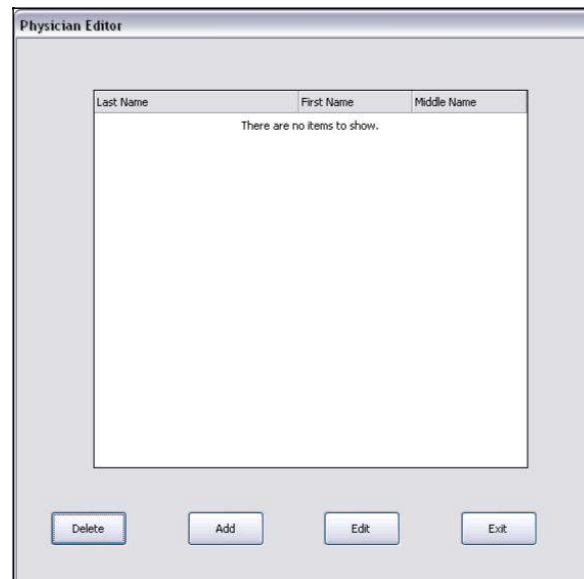 Physician Editor
Last Name First Name Middle Name
There are no items to show.
Delete Add Edit Exit